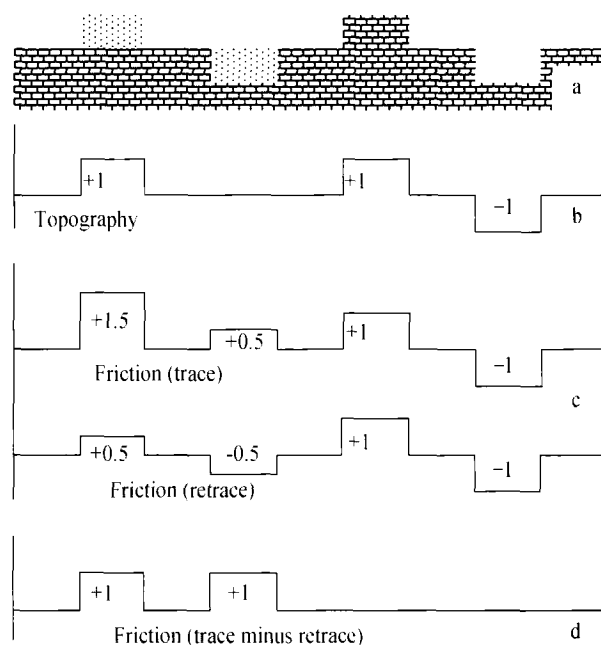 a
+1 +1
−1
Topography b
+1.5
+0.5 +1
−1
Friction (trace) c
+0.5 -0.5 +1
−1
Friction (retrace)
+1 +1
Friction (trace minus retrace) d